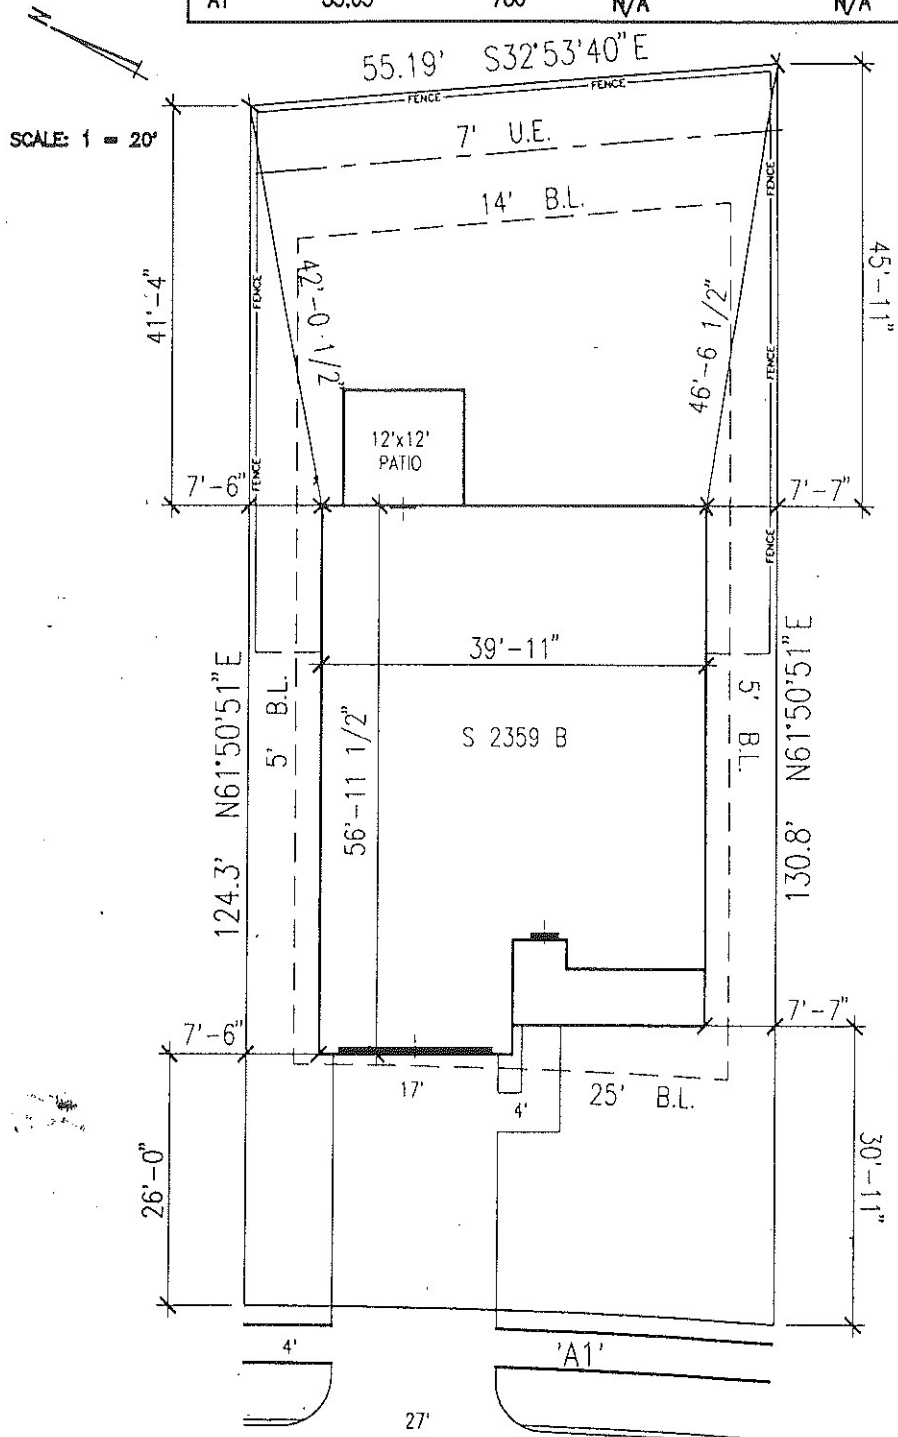 A1 700 N/A N/A
N
55.19' S32°53'40"E
FENCE FENCE
SCALE: 1 = 20'
7' U.E.
FENCE
14' B.L.
41'-4"
FENCE
42'-0 1/2"
46'-6 1/2"
45'-11"
FENCE
12'x12'
PATIO
FENCE
7'-6"
7'-7"
FENCE
39'-11"
124.3' N61°50'51"E
5' B.L.
56'-11 1/2"
S 2359 B
5' B.L.
130.8' N61°50'51"E
7'-6"
7'-7"
17'
4'
25' B.L.
26'-0"
30'-11"
4'
'A1'
27'